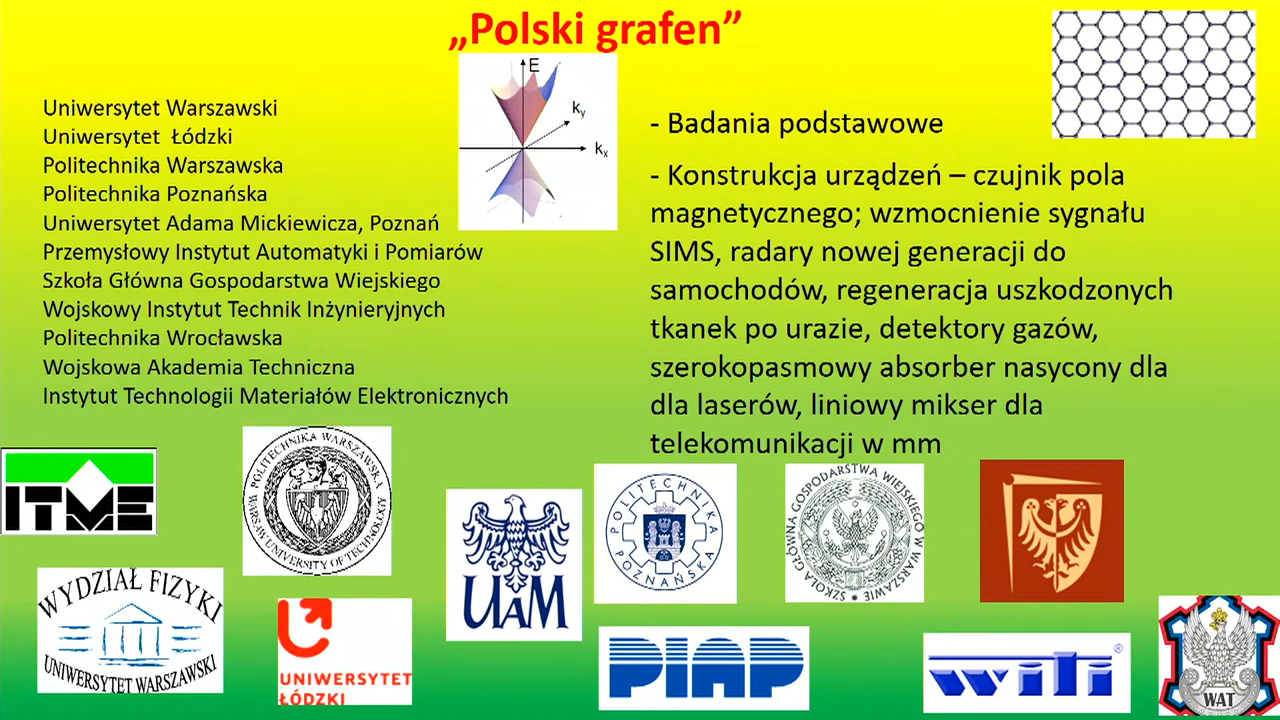 „Polski grafen”
E
ky
kx
Uniwersytet Warszawski
Uniwersytet Łódzki
Politechnika Warszawska
Politechnika Poznańska
Uniwersytet Adama Mickiewicza, Poznań
Przemysłowy Instytut Automatyki i Pomiarów
Szkoła Główna Gospodarstwa Wiejskiego
Wojskowy Instytut Technik Inżynieryjnych
Politechnika Wrocławska
Wojskowa Akademia Techniczna
Instytut Technologii Materiałów Elektronicznych
- Badania podstawowe
- Konstrukcja urządzeń – czujnik pola
magnetycznego; wzmocnienie sygnału
SIMS, radary nowej generacji do
samochodów, regeneracja uszkodzonych
tkanek po urazie, detektory gazów,
szerokopasmowy absorber nasycony dla
dla laserów, liniowy mikser dla
telekomunikacji w mm
ITME
POLITECHNIKA WARSZAWSKA
WARSAW UNIVERSITY OF TECHNOLOGY
UAM
POLITECHNIKA
POZNAŃSKA
SZKOŁA GŁÓWNA GOSPODARSTWA WIEJSKIEGO W WARSZAWIE
WYDZIAŁ FIZYKI
UNIWERSYTET WARSZAWSKI
UNIWERSYTET
ŁÓDZKI
PIAP
witi®
WAT